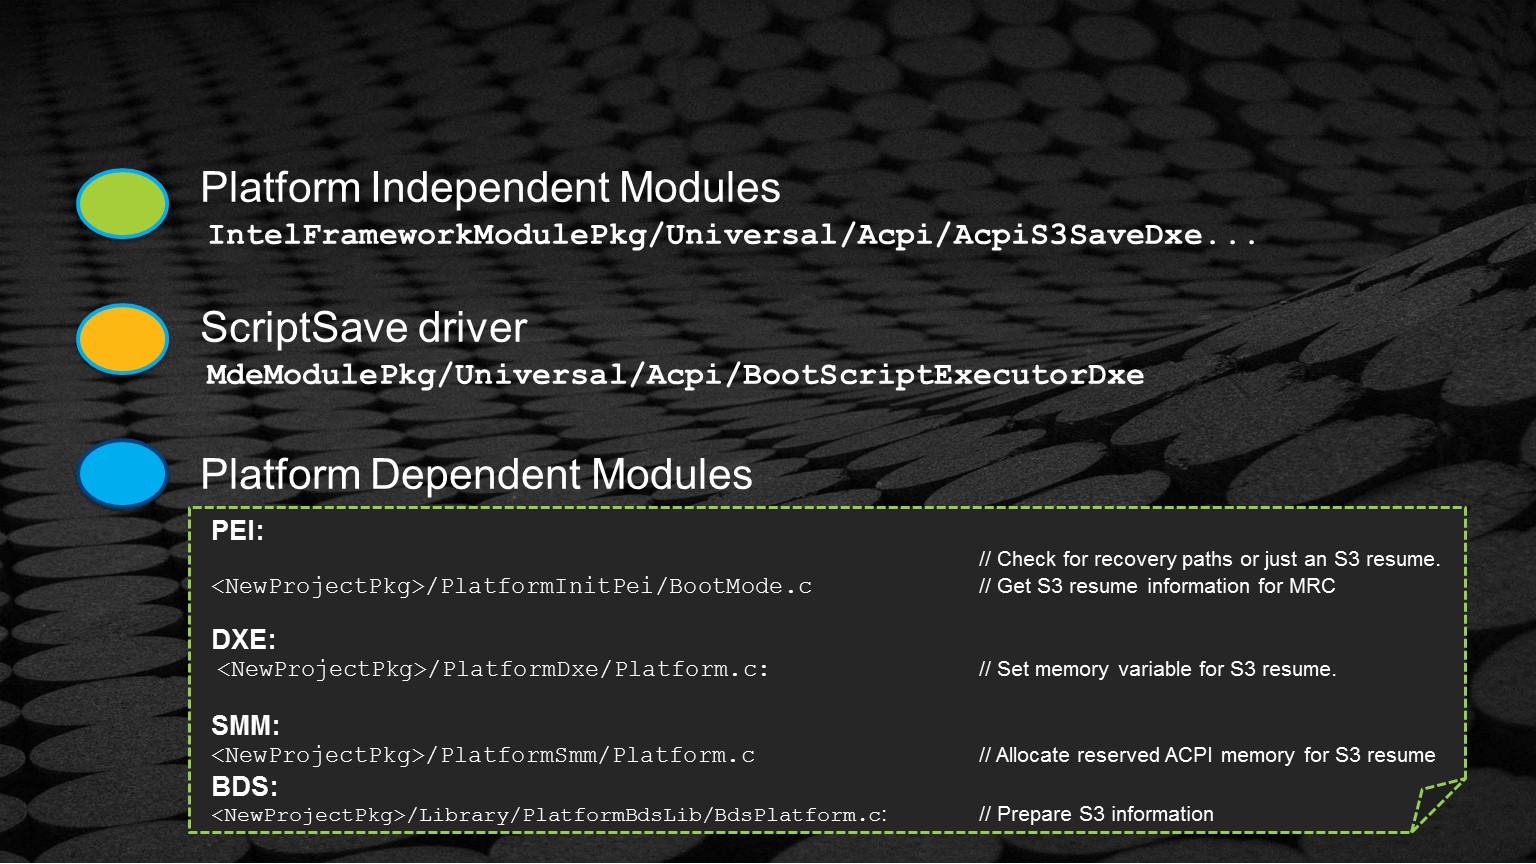 Platform Independent Modules
IntelFrameworkModulePkg/Universal/Acpi/AcpiS3SaveDxe...
ScriptSave driver
MdeModulePkg/Universal/Acpi/BootScriptExecutorDxe
Platform Dependent Modules
PEI:
// Check for recovery paths or just an S3 resume.
<NewProjectPkg>/PlatformInitPei/BootMode.c // Get S3 resume information for MRC
DXE:
<NewProjectPkg>/PlatformDxe/Platform.c: // Set memory variable for S3 resume.
SMM:
<NewProjectPkg>/PlatformSmm/Platform.c // Allocate reserved ACPI memory for S3 resume
BDS:
<NewProjectPkg>/Library/PlatformBdsLib/BdsPlatform.c: // Prepare S3 information